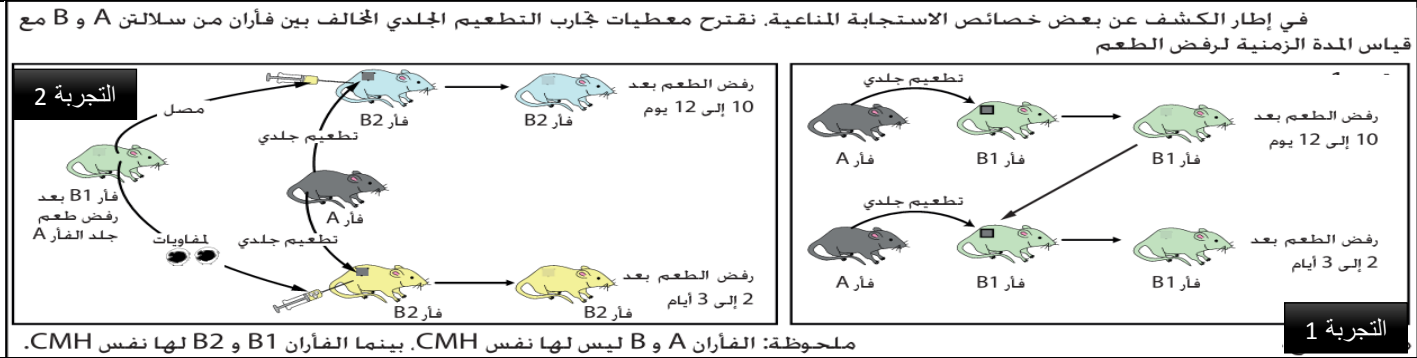 في إطار الكشف عن بعض خصائص الاستجابة المناعية. نقترح معطيات تجارب التطعيم الجلدي المخالف بين فأران من سلالتن A و B مع
قياس المدة الزمنية لرفض الطعم
تطعيم جلدي
فأر A
فأر B1
فأر B1
رفض الطعم بعد
10 إلى 12 يوم
تطعيم جلدي
فأر A
فأر B1
فأر B1
رفض الطعم بعد
2 إلى 3 أيام
التجربة 1
التجربة 2
مصل
فأر B2
فأر B2
رفض الطعم بعد
10 إلى 12 يوم
تطعيم جلدي
فأر B1 بعد
رفض طعم
جلد الفأر A
فأر A
لمفاويات
تطعيم جلدي
فأر B2
فأر B2
رفض الطعم بعد
2 إلى 3 أيام
ملحوظة: الفأران A و B ليس لها نفس CMH. بينما الفأران B1 و B2 لها نفس CMH.